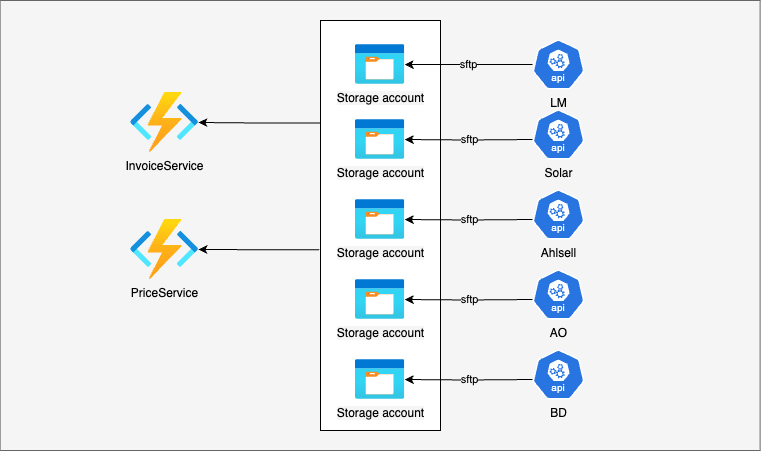 sftp
api
Storage account
LM
sftp
api
InvoiceService
Storage account
Solar
sftp
api
Storage account
Ahlsell
PriceService
sftp
api
Storage account
AO
sftp
api
Storage account
BD